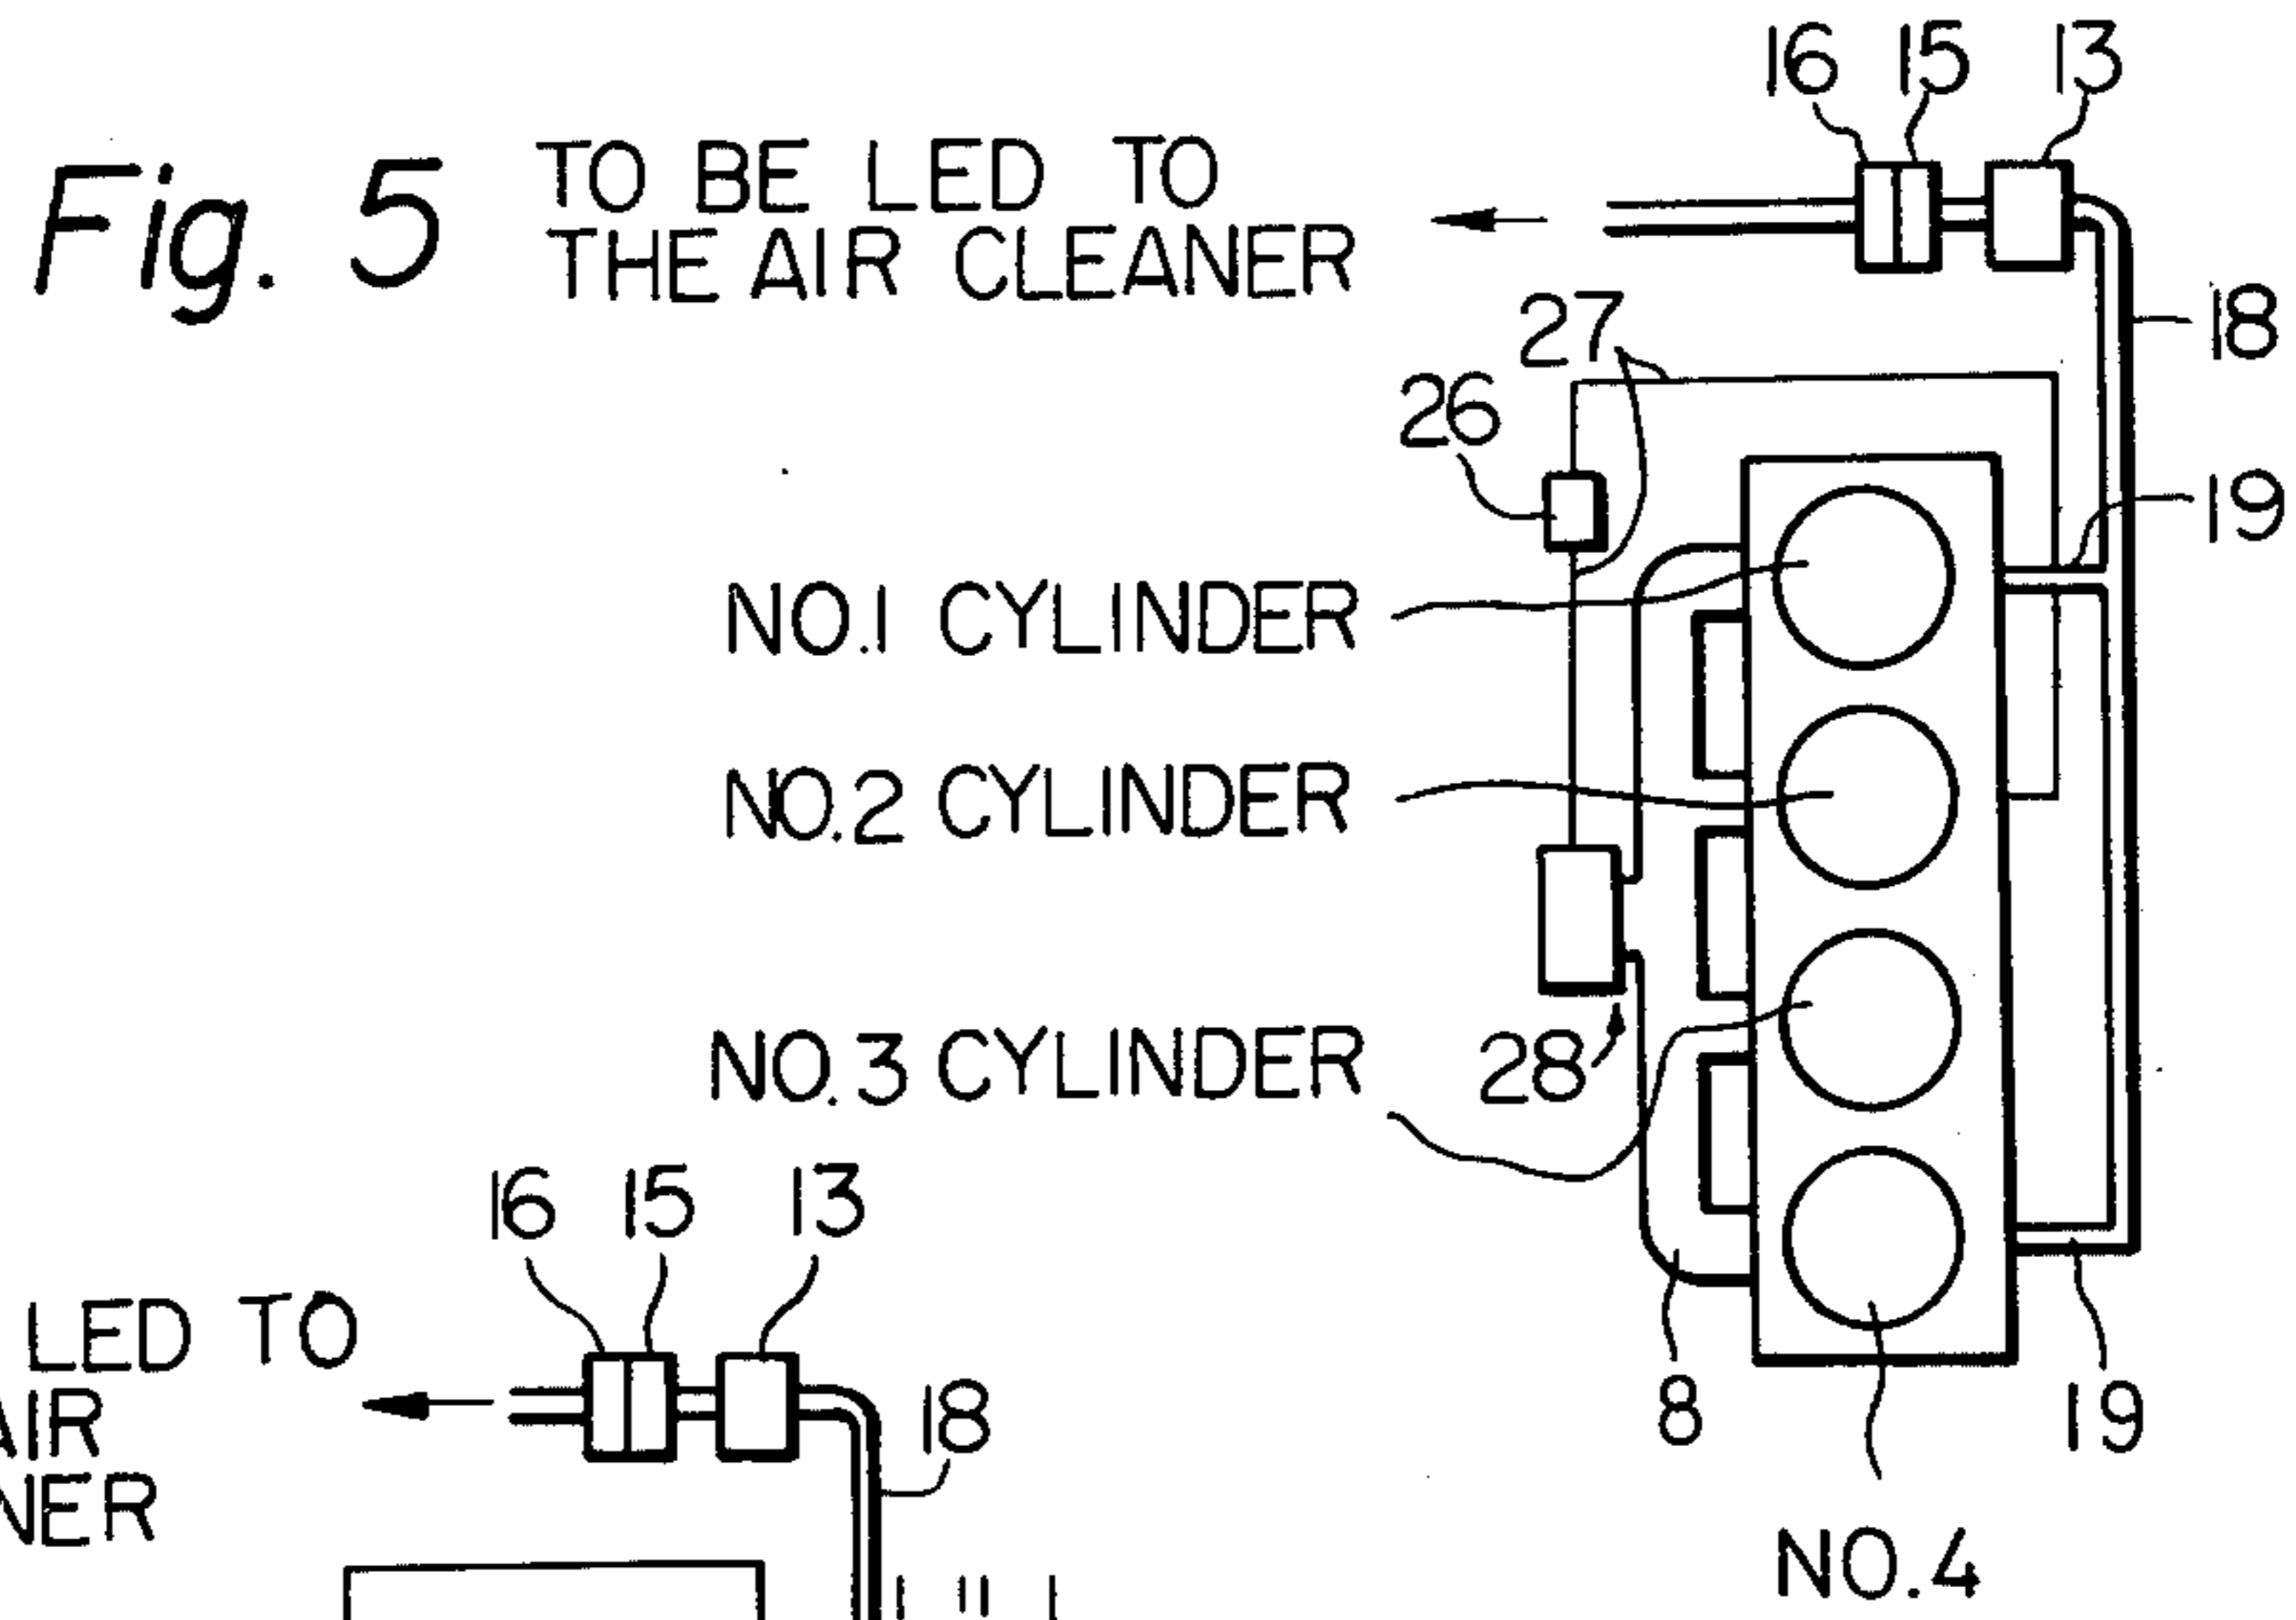 Fig. 5
TO BE LED TO
THE AIR CLEANER
16 15 13
18
27
26
19
NO.1 CYLINDER
NO.2 CYLINDER
NO.3 CYLINDER
28
8
19
NO.4
16 15 13
LED TO
AIR
NER
18